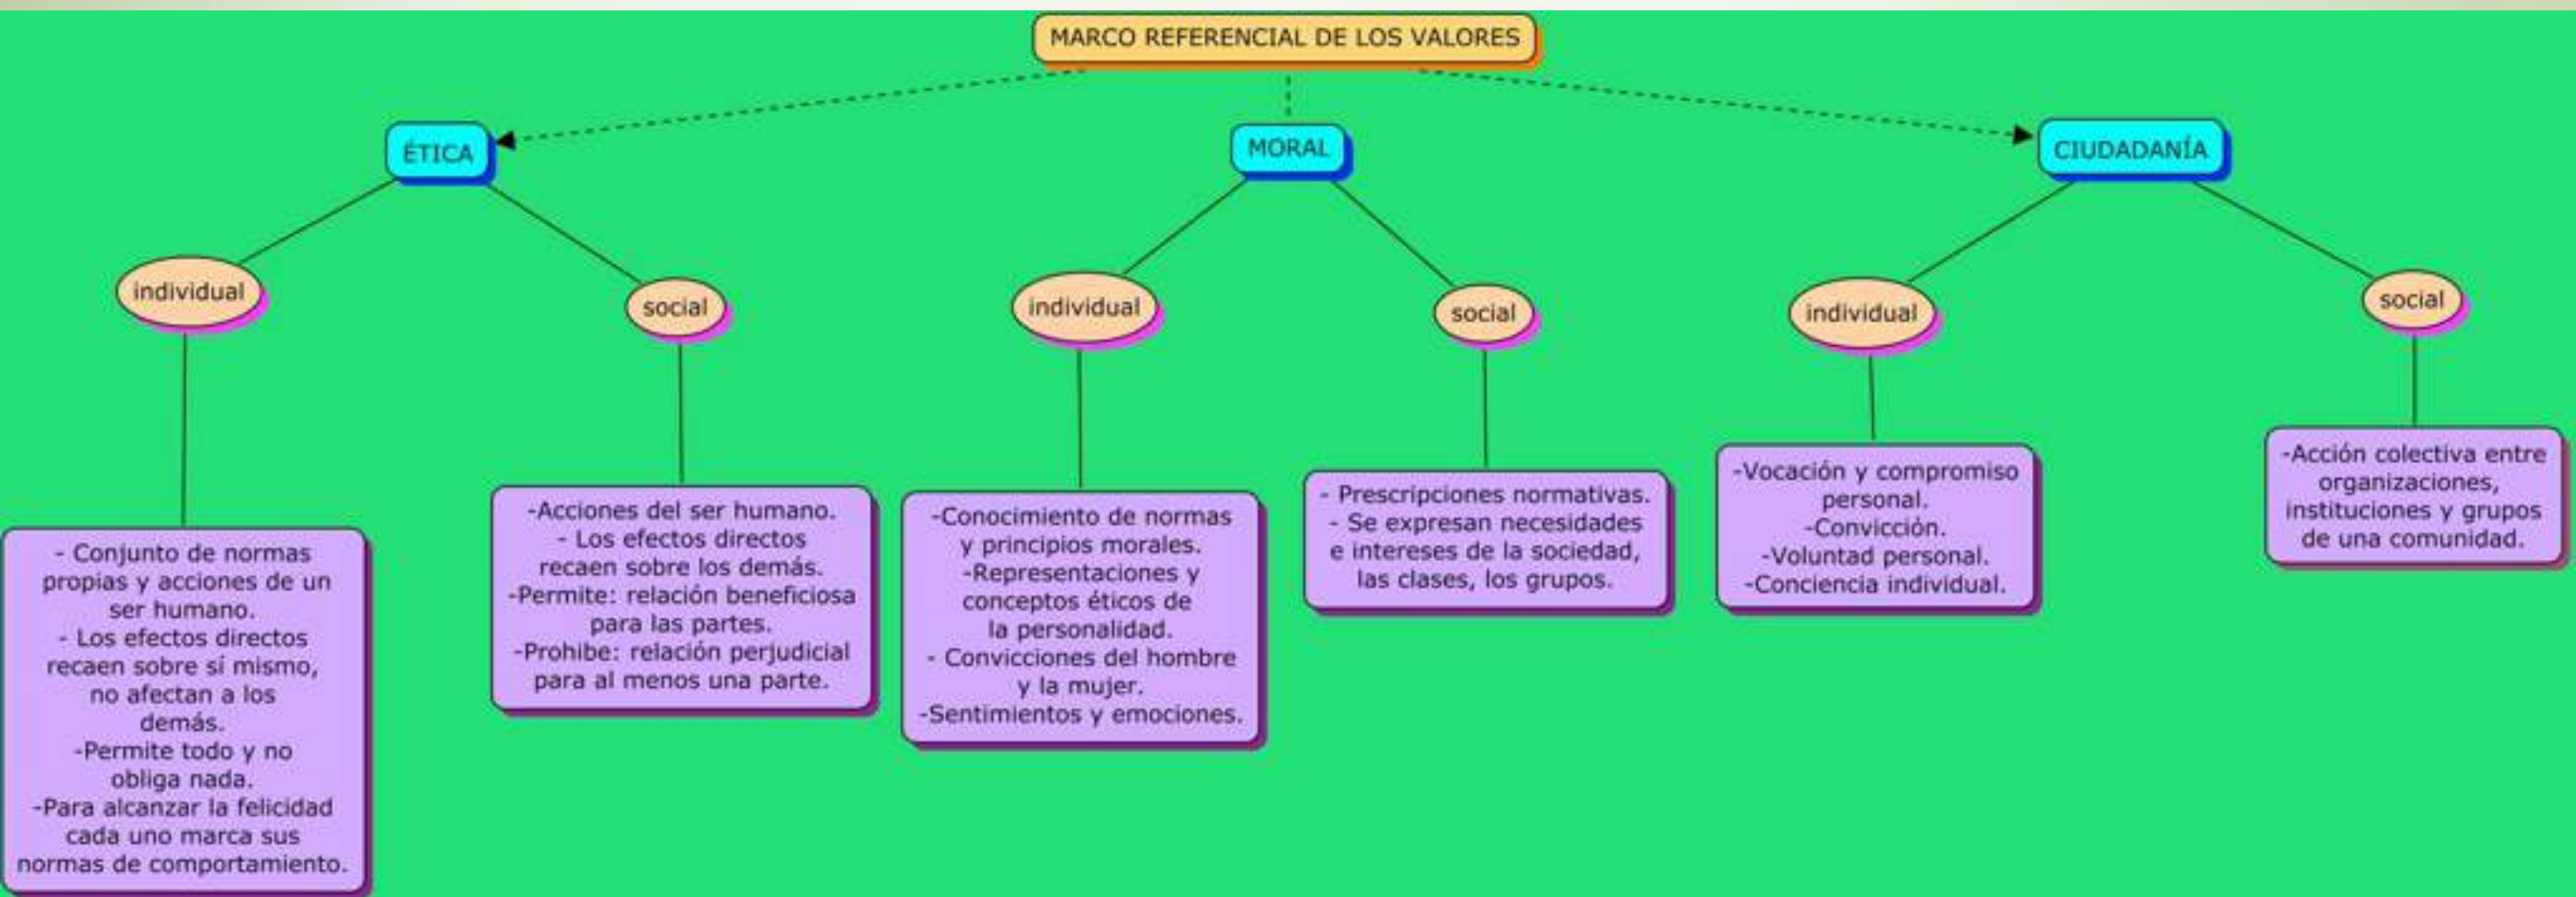 MARCO REFERENCIAL DE LOS VALORES
ÉTICA
MORAL
CIUDADANÍA
individual
social
individual
social
individual
social
- Conjunto de normas
propias y acciones de un
ser humano.
- Los efectos directos
recaen sobre sí mismo,
no afectan a los
demás.
-Permite todo y no
obliga nada.
-Para alcanzar la felicidad
cada uno marca sus
normas de comportamiento.
-Acciones del ser humano.
- Los efectos directos
recaen sobre los demás.
-Permite: relación beneficiosa
para las partes.
-Prohibe: relación perjudicial
para al menos una parte.
-Conocimiento de normas
y principios morales.
-Representaciones y
conceptos éticos de
la personalidad.
- Convicciones del hombre
y la mujer.
-Sentimientos y emociones.
- Prescripciones normativas.
- Se expresan necesidades
e intereses de la sociedad,
las clases, los grupos.
-Vocación y compromiso
personal.
-Convicción.
-Voluntad personal.
-Conciencia individual.
-Acción colectiva entre
organizaciones,
instituciones y grupos
de una comunidad.